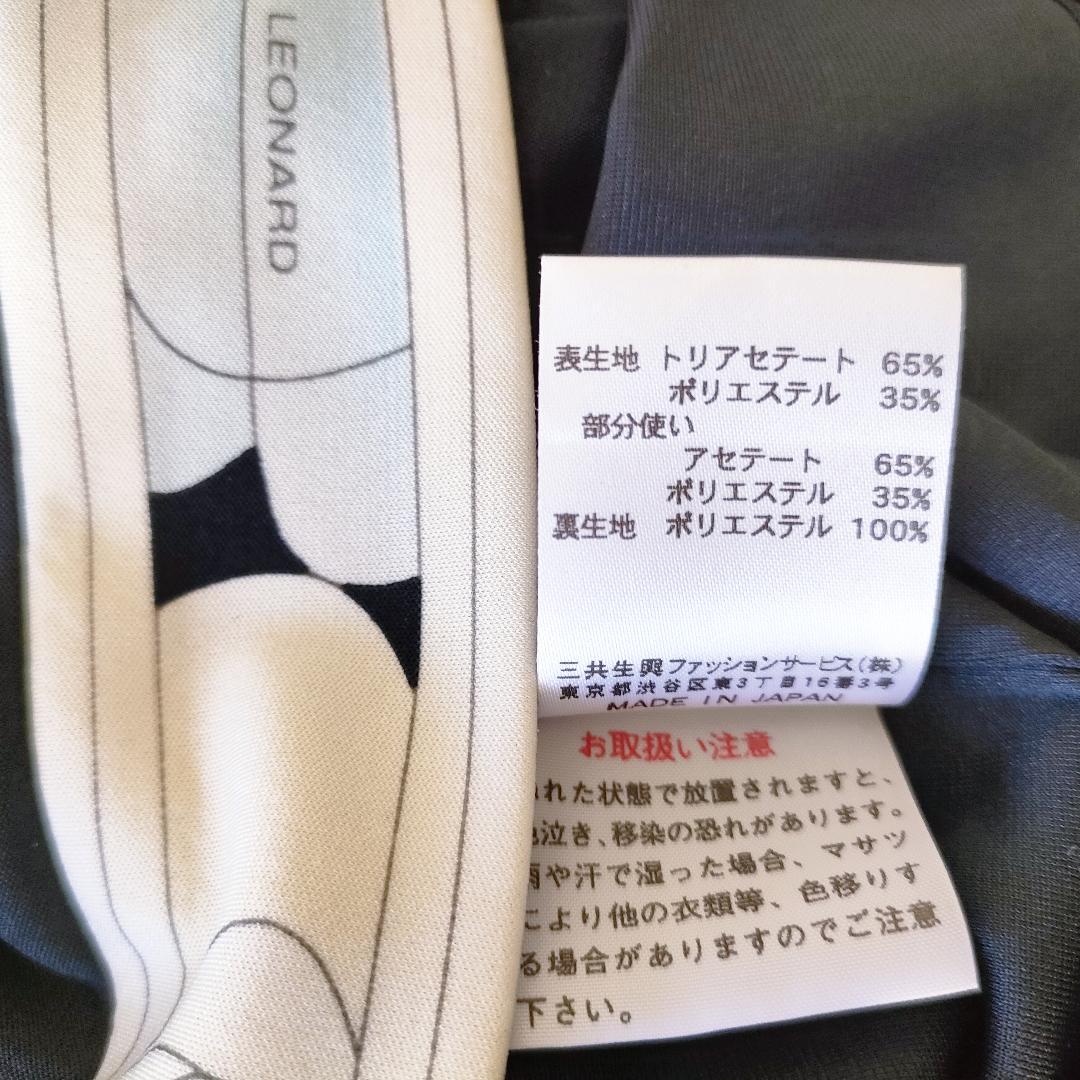 LEONARD
表生地 トリアセテート 65%
ポリエステル 35%
部分使い
アセテート 65%
ポリエステル 35%
裏生地 ポリエステル 100%
三共生興ファッションサービス(株)
東京都渋谷区東3丁目16番3号
MADE IN JAPAN
お取扱い注意
れた状態で放置されますと、
泣き、移染の恐れがあります。
や汗で湿った場合、マサツ
により他の衣類等、色移りす
る場合がありますのでご注意
下さい。